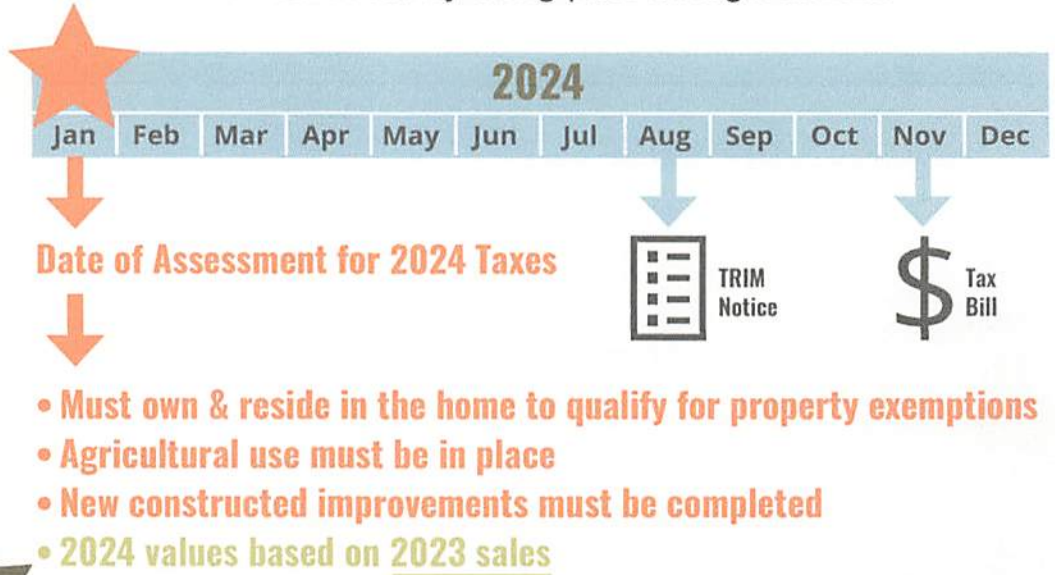 2024
Jan Feb Mar Apr May Jun Jul Aug Sep Oct Nov Dec
Date of Assessment for 2024 Taxes
TRIM
Notice
Tax
Bill
• Must own & reside in the home to qualify for property exemptions
• Agricultural use must be in place
• New constructed improvements must be completed
• 2024 values based on 2023 sales